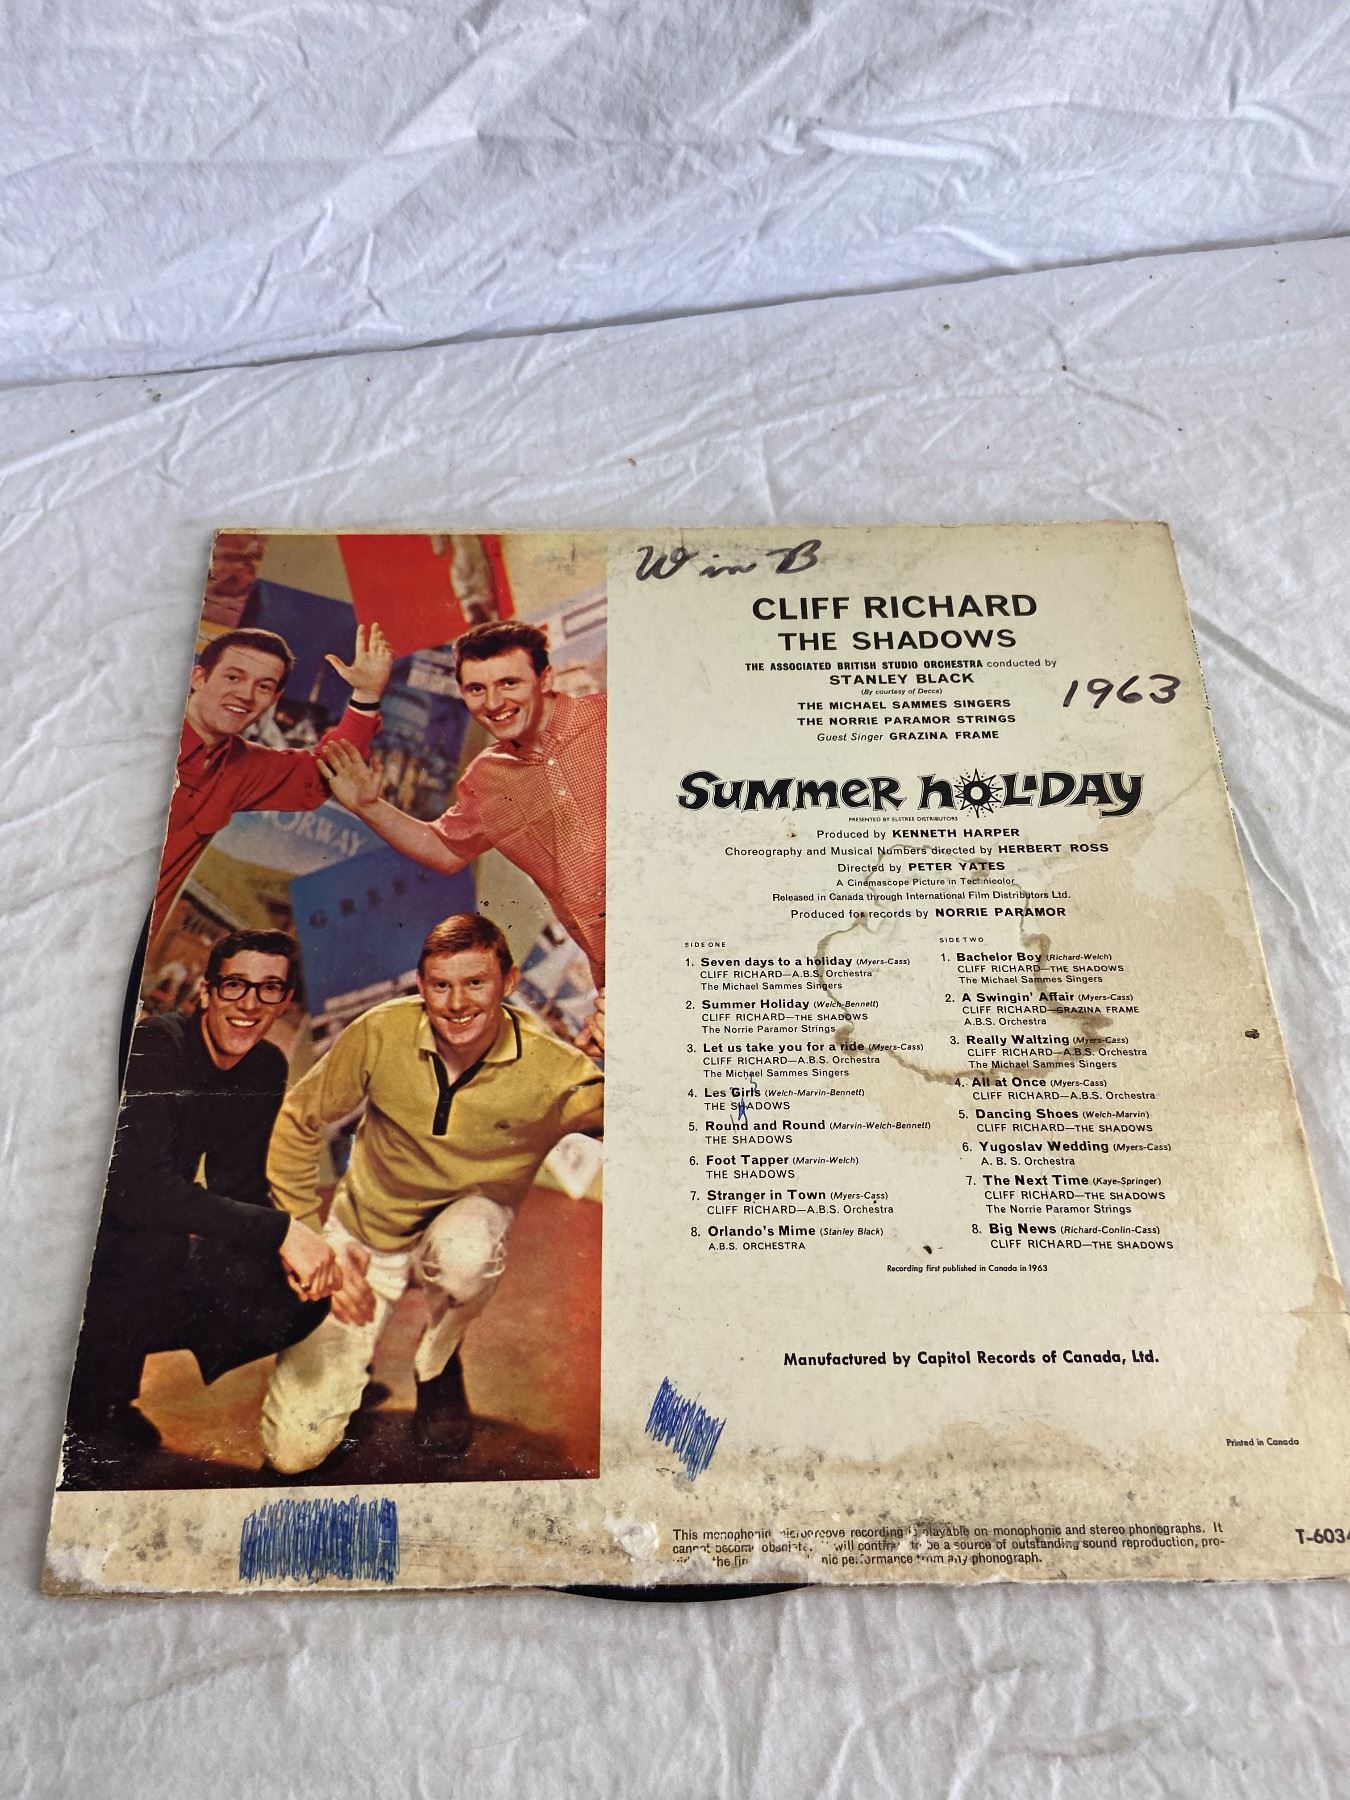 W in B
CLIFF RICHARD
THE SHADOWS
THE ASSOCIATED BRITISH STUDIO ORCHESTRA conducted by
STANLEY BLACK
(By courtesy of Decca)
1963
THE MICHAEL SAMMES SINGERS
THE NORRIE PARAMOR STRINGS
Guest Singer GRAZINA FRAME
SUMMER HOLIDAY
PRESENTED BY ELSTREE DISTRIBUTORS
Produced by KENNETH HARPER
Choreography and Musical Numbers directed by HERBERT ROSS
Directed by PETER YATES
A Cinemascope Picture in Technicolor
Released in Canada through International Film Distributors Ltd.
Produced for records by NORRIE PARAMOR
SIDE ONE
1. Seven days to a holiday (Myers-Cass)
CLIFF RICHARD—A.B.S. Orchestra
The Michael Sammes Singers
2. Summer Holiday (Welch-Bennett)
CLIFF RICHARD—THE SHADOWS
The Norrie Paramor Strings
3. Let us take you for a ride (Myers-Cass)
CLIFF RICHARD—A.B.S. Orchestra
The Michael Sammes Singers
4. Les Girls (Welch-Marvin-Bennett)
THE SHADOWS
5. Round and Round (Marvin-Welch-Bennett)
THE SHADOWS
6. Foot Tapper (Marvin-Welch)
THE SHADOWS
7. Stranger in Town (Myers-Cass)
CLIFF RICHARD—A.B.S. Orchestra
8. Orlando's Mime (Stanley Black)
A.B.S. ORCHESTRA
SIDE TWO
1. Bachelor Boy (Richard-Welch)
CLIFF RICHARD—THE SHADOWS
The Michael Sammes Singers
2. A Swingin' Affair (Myers-Cass)
CLIFF RICHARD—GRAZINA FRAME
A.B.S. Orchestra
3. Really Waltzing (Myers-Cass)
CLIFF RICHARD—A.B.S. Orchestra
The Michael Sammes Singers
4. All at Once (Myers-Cass)
CLIFF RICHARD—A.B.S. Orchestra
5. Dancing Shoes (Welch-Marvin)
CLIFF RICHARD—THE SHADOWS
6. Yugoslav Wedding (Myers-Cass)
A. B. S. Orchestra
7. The Next Time (Kaye-Springer)
CLIFF RICHARD—THE SHADOWS
The Norrie Paramor Strings
8. Big News (Richard-Conlin-Cass)
CLIFF RICHARD—THE SHADOWS
Recording first published in Canada in 1963
Manufactured by Capitol Records of Canada, Ltd.
Printed in Canada
This monophonic microgroove recording is playable on monophonic and stereo phonographs. It
cannot become obsolete. It will continue to be a source of outstanding sound reproduction, pro-
the performance from any phonograph.
T-6034
NORWAY
GREECE